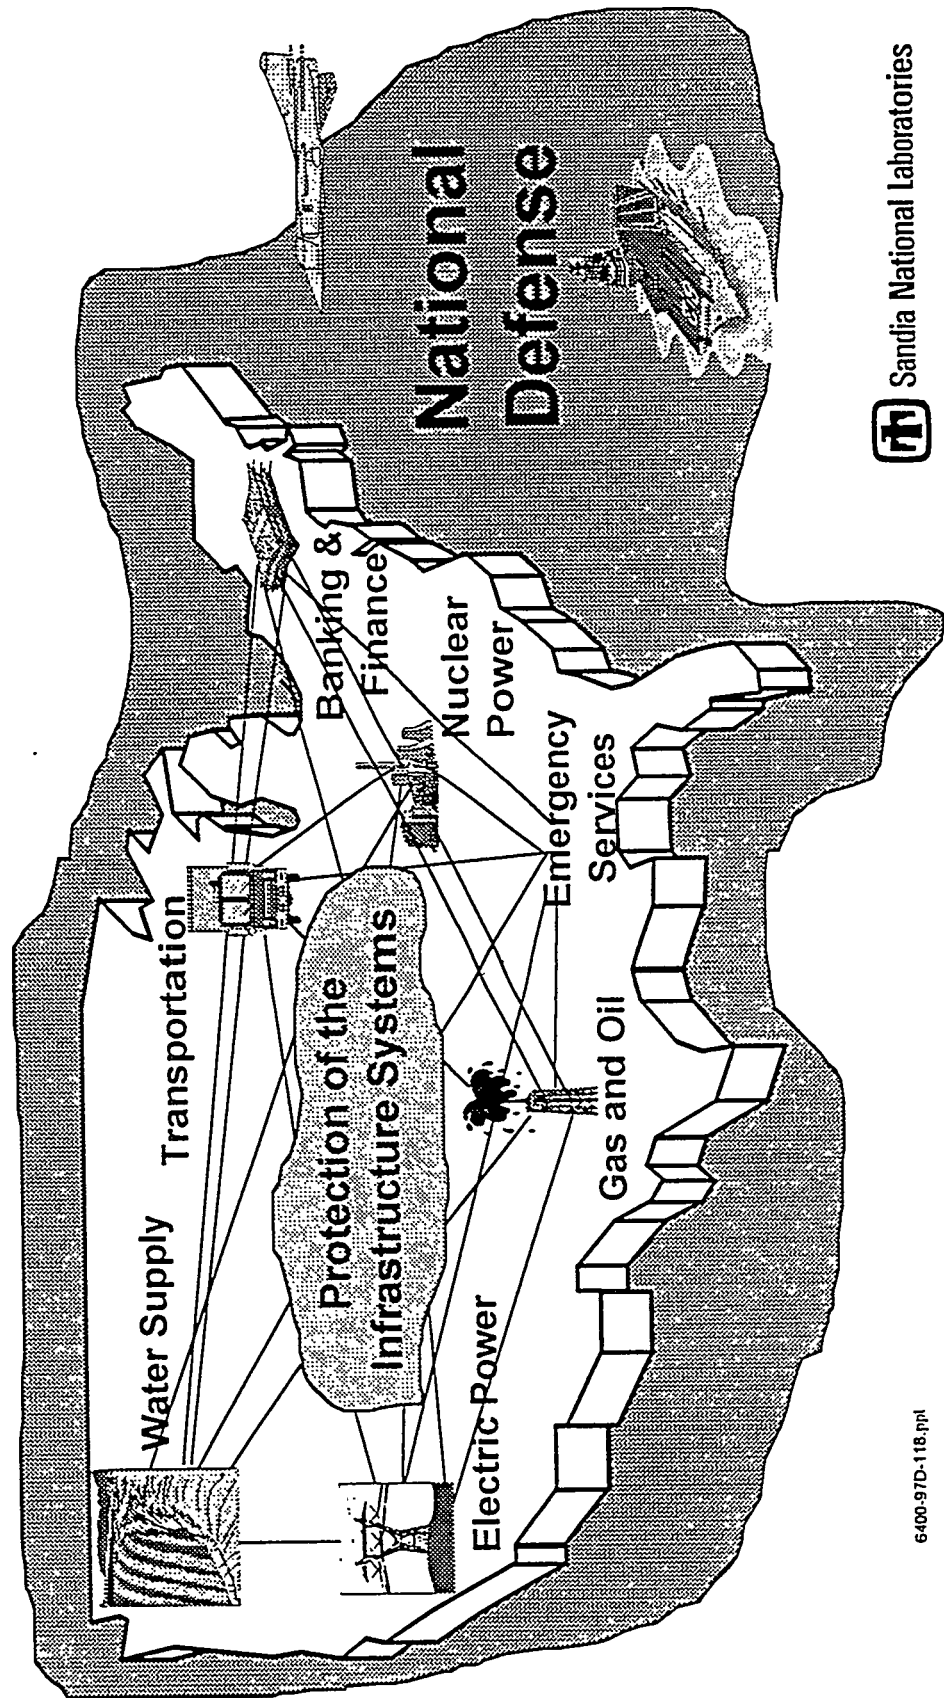 Water Supply
Transportation
Banking &
Finance
Protection of the
Infrastructure Systems
Nuclear
Power
National
Defense
Electric Power
Gas and Oil
Emergency
Services
6400-97D-118.ppl
Sandia National Laboratories